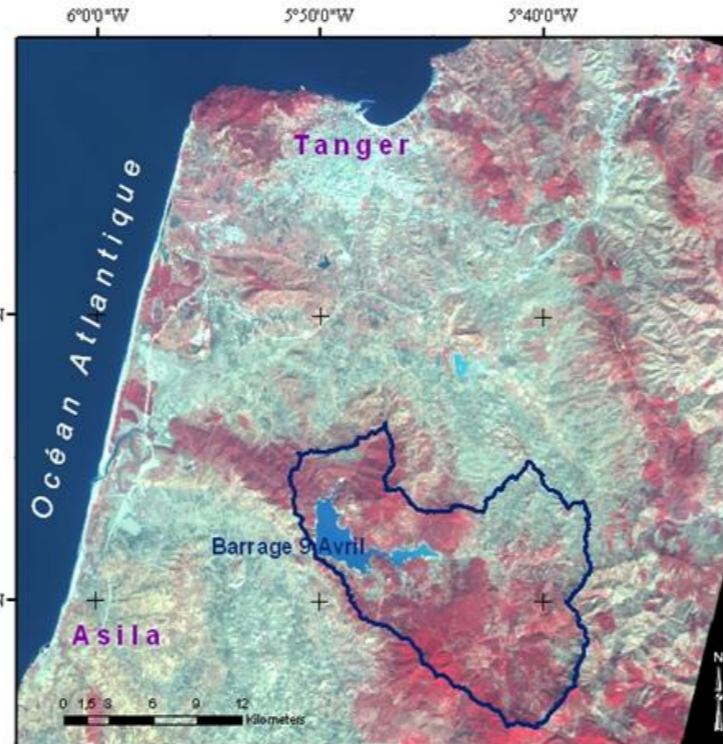 6°0'0"W 5°50'0"W 5°40'0"W
Tanger
Océan Atlantique
Barrage 9 Avril
Asila
0 1,5 3 6 9 12
Kilometers
N